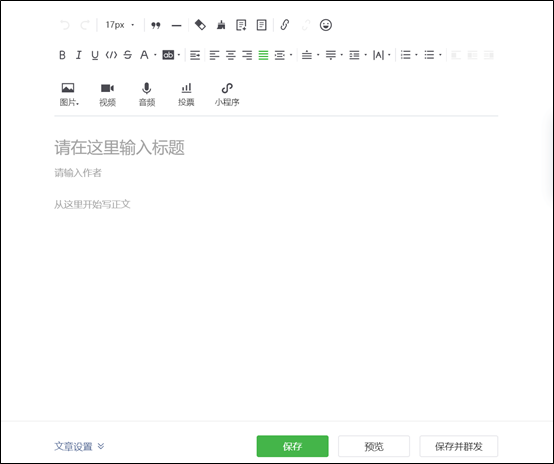 17px
B I U S A ab
|A|
图片 视频 音频 投票 小程序
请在这里输入标题
请输入作者
从这里开始写正文
文章设置 保存 预览 保存并群发